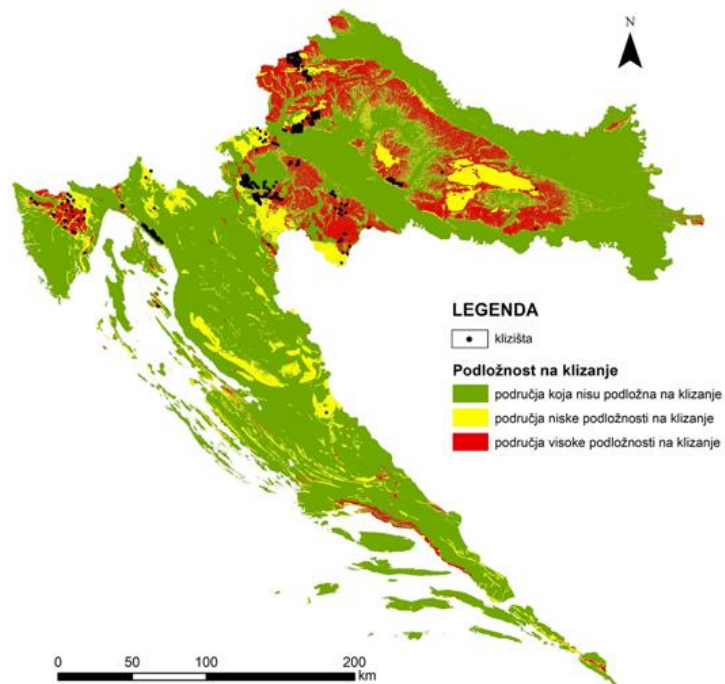 N
LEGENDA
klizišta
Podložnost na klizanje
područja koja nisu podložna na klizanje
područja niske podložnosti na klizanje
područja visoke podložnosti na klizanje
0 50 100 200
km